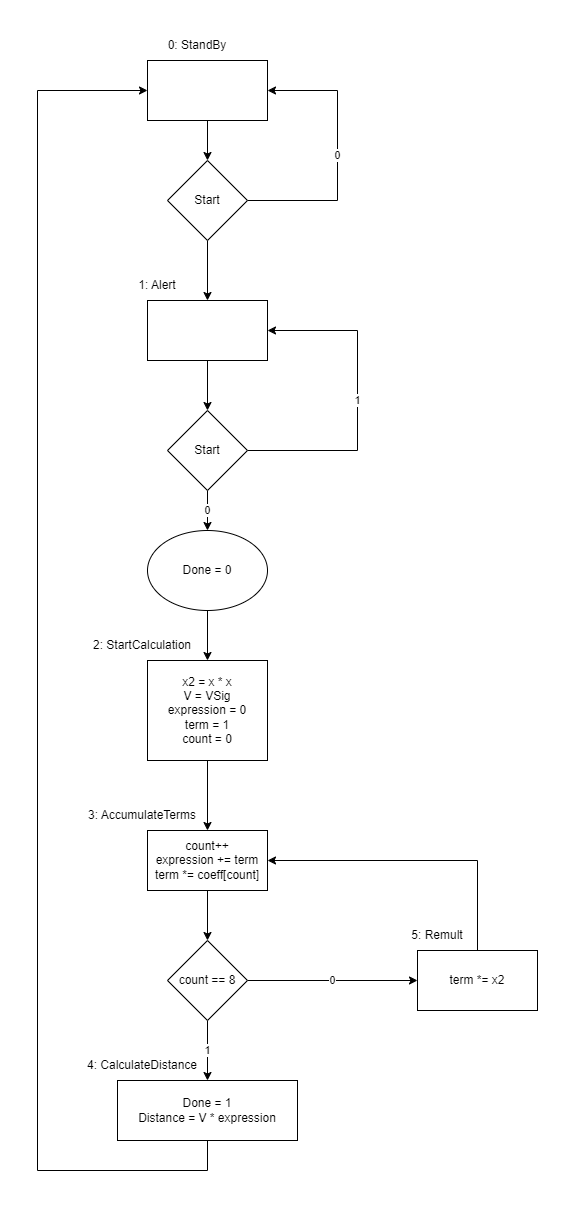 0: StandBy
0
Start
1: Alert
1
Start
0
Done = 0
2: StartCalculation
x2 = x * x
V = VSig
expression = 0
term = 1
count = 0
3: AccumulateTerms
count++
expression += term
term *= coeff[count]
5: Remult
count == 8
0
term *= x2
1
4: CalculateDistance
Done = 1
Distance = V * expression